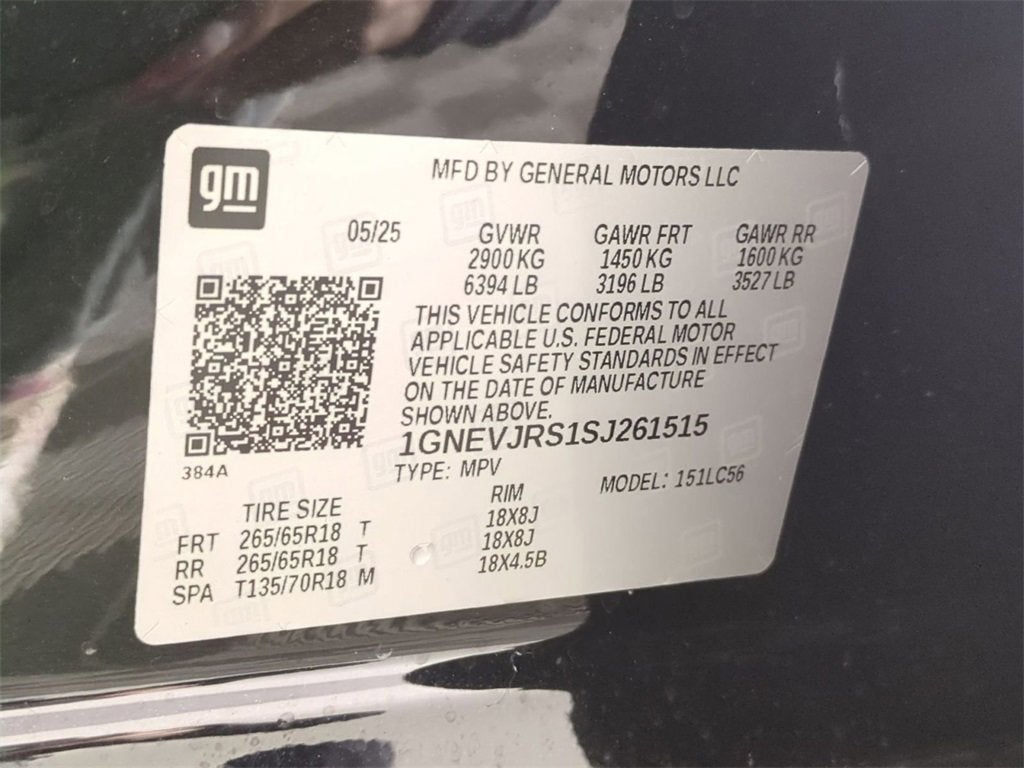 gm
MFD BY GENERAL MOTORS LLC
05/25 GVWR GAWR FRT GAWR RR
2900 KG 1450 KG 1600 KG
6394 LB 3196 LB 3527 LB
THIS VEHICLE CONFORMS TO ALL
APPLICABLE U.S. FEDERAL MOTOR
VEHICLE SAFETY STANDARDS IN EFFECT
ON THE DATE OF MANUFACTURE
SHOWN ABOVE.
1GNEVJRS1SJ261515
384A
TYPE: MPV MODEL: 151LC56
TIRE SIZE RIM
FRT 265/65R18 T 18X8J
RR 265/65R18 T 18X8J
SPA T135/70R18 M 18X4.5B